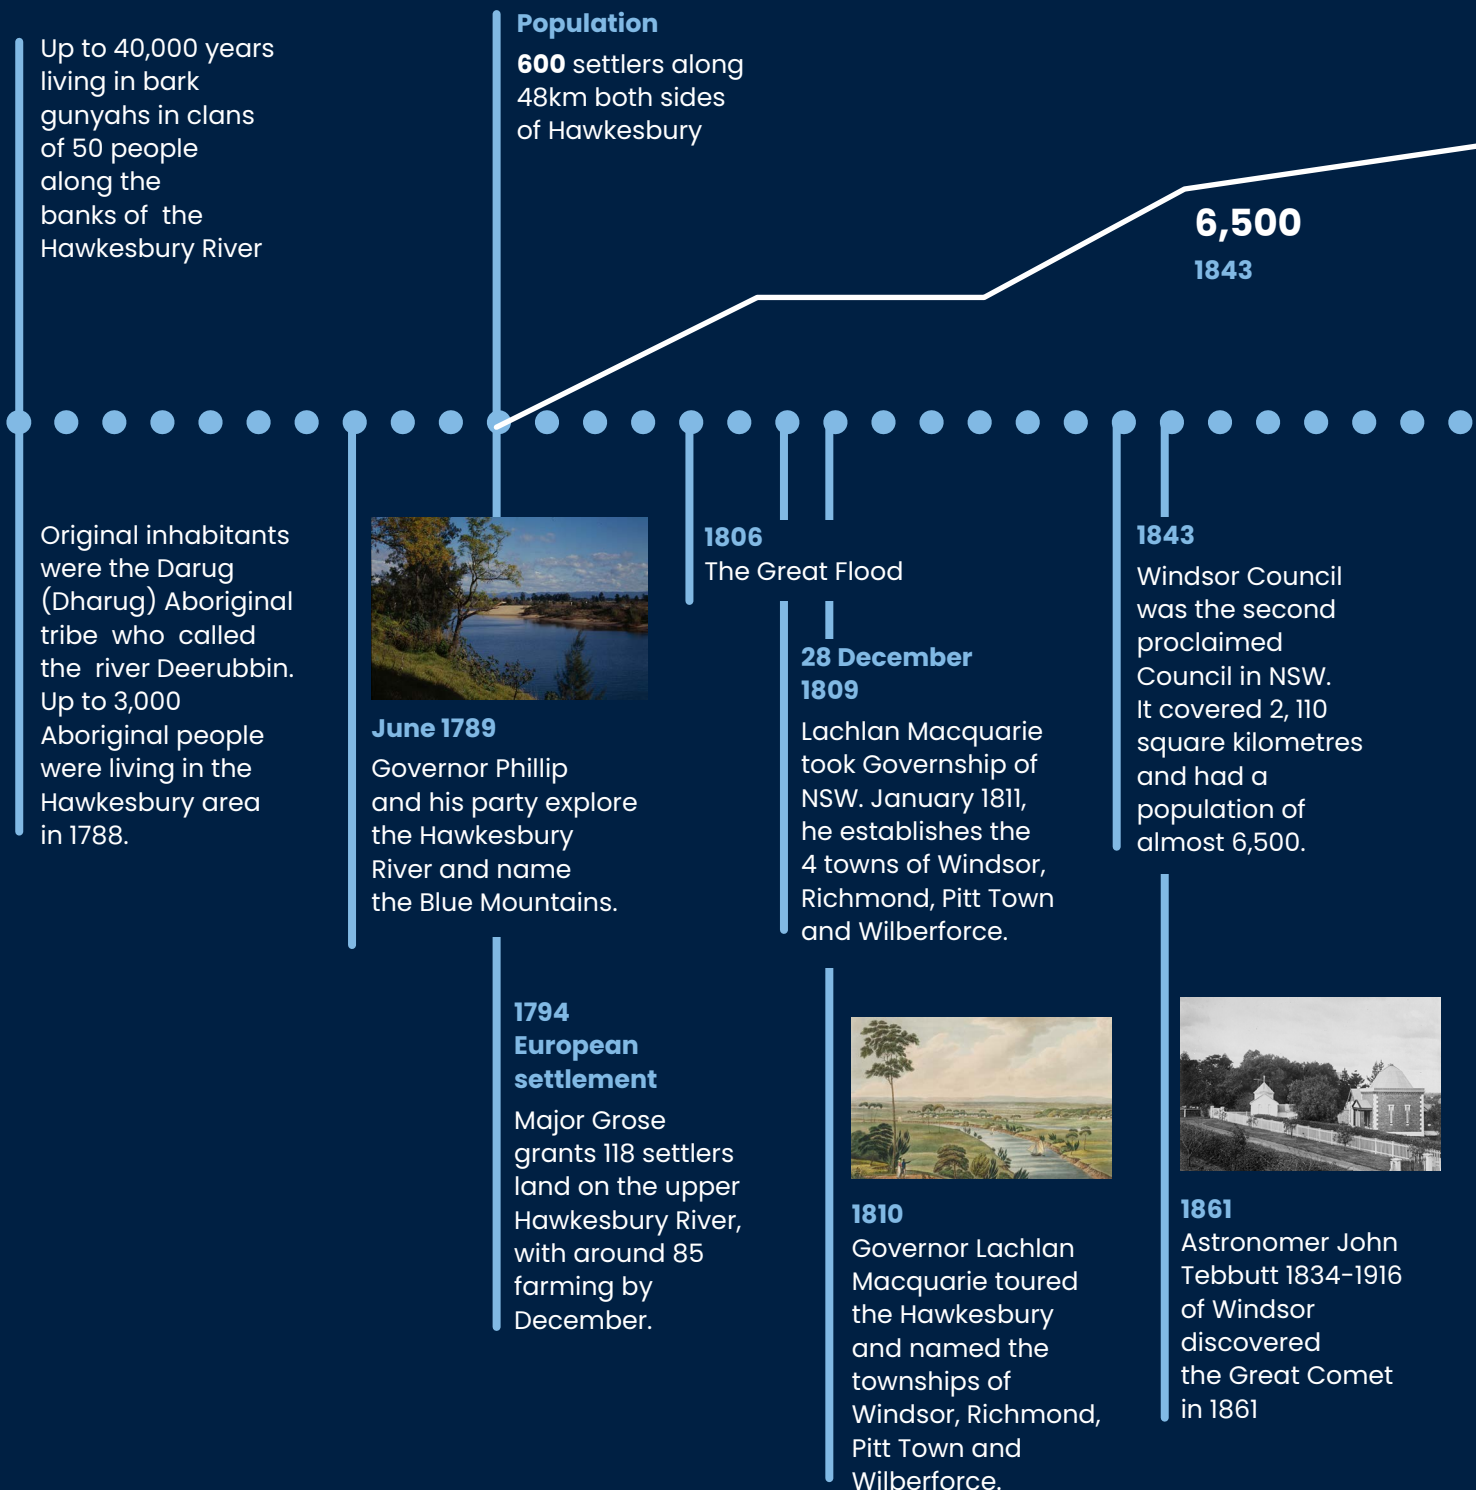 Up to 40,000 years
living in bark
gunyahs in clans
of 50 people
along the
banks of the
Hawkesbury River
Population
600 settlers along
48km both sides
of Hawkesbury
6,500
1843
Original inhabitants
were the Darug
(Dharug) Aboriginal
tribe who called
the river Deerubbin.
Up to 3,000
Aboriginal people
were living in the
Hawkesbury area
in 1788.
June 1789
Governor Phillip
and his party explore
the Hawkesbury
River and name
the Blue Mountains.
1794
European
settlement
Major Grose
grants 118 settlers
land on the upper
Hawkesbury River,
with around 85
farming by
December.
1806
The Great Flood
28 December
1809
Lachlan Macquarie
took Governship of
NSW. January 1811,
he establishes the
4 towns of Windsor,
Richmond, Pitt Town
and Wilberforce.
1810
Governor Lachlan
Macquarie toured
the Hawkesbury
and named the
townships of
Windsor, Richmond,
Pitt Town and
Wilberforce.
1843
Windsor Council
was the second
proclaimed
Council in NSW.
It covered 2, 110
square kilometres
and had a
population of
almost 6,500.
1861
Astronomer John
Tebbutt 1834-1916
of Windsor
discovered
the Great Comet
in 1861